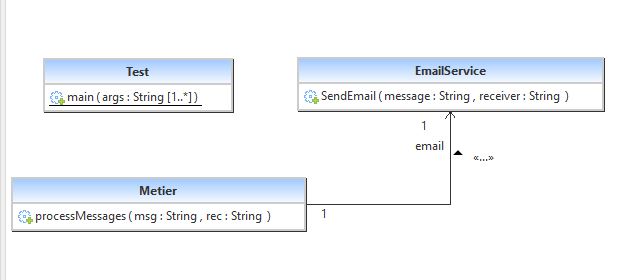 Test
main ( args : String [1..*] )
EmailService
SendEmail ( message : String , receiver : String )
1
email
«...»
Metier
processMessages ( msg : String , rec : String )
1